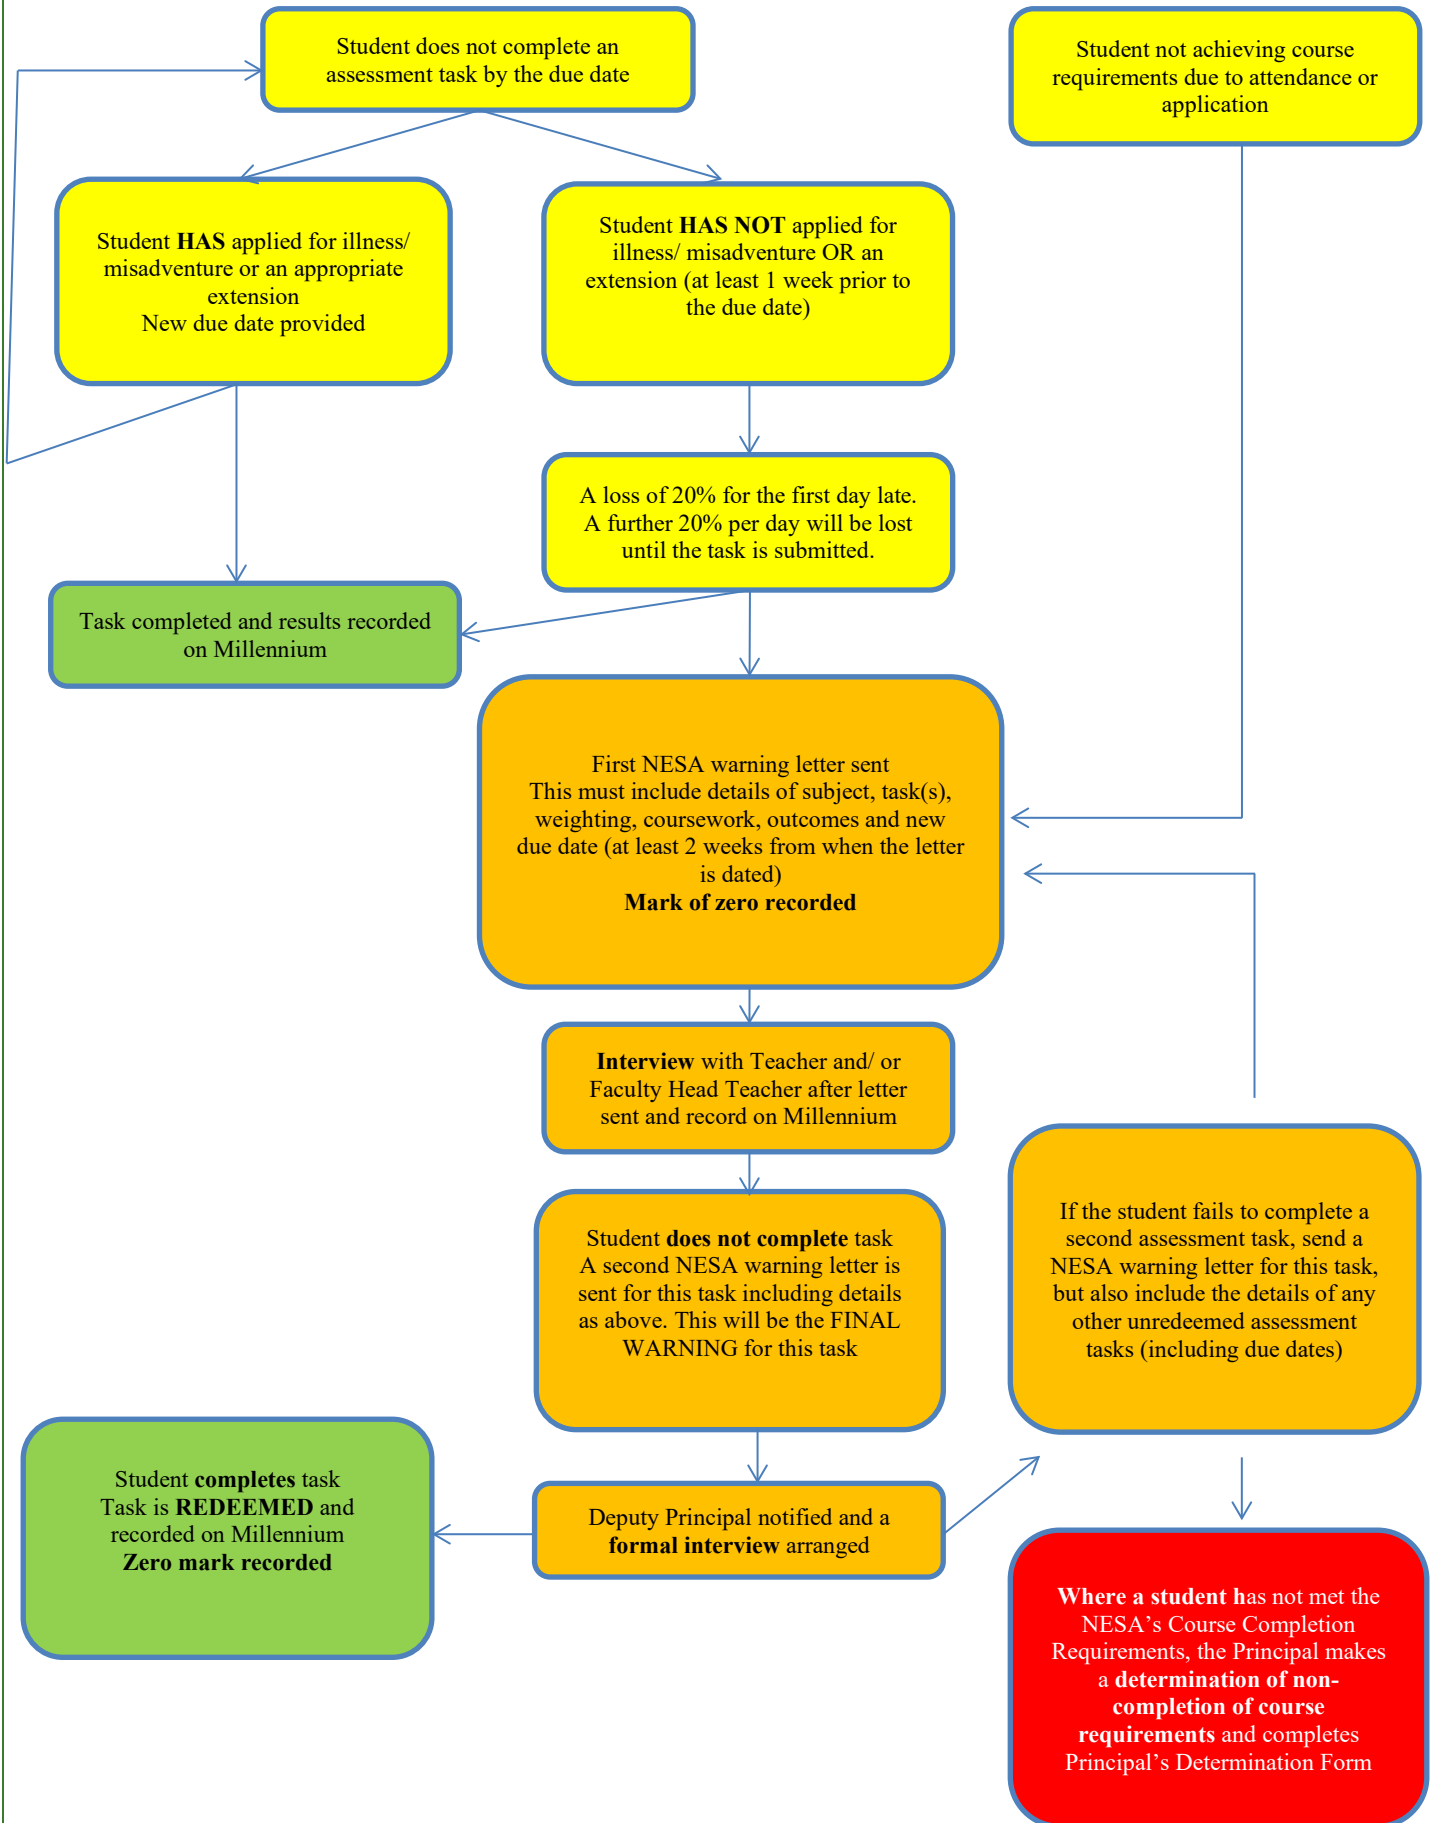 Student does not complete an
assessment task by the due date
Student not achieving course
requirements due to attendance or
application
Student HAS applied for illness/
misadventure or an appropriate
extension
New due date provided
Student HAS NOT applied for
illness/ misadventure OR an
extension (at least 1 week prior to
the due date)
A loss of 20% for the first day late.
A further 20% per day will be lost
until the task is submitted.
Task completed and results recorded
on Millennium
First NESA warning letter sent
This must include details of subject, task(s),
weighting, coursework, outcomes and new
due date (at least 2 weeks from when the letter
is dated)
Mark of zero recorded
Interview with Teacher and/ or
Faculty Head Teacher after letter
sent and record on Millennium
Student does not complete task
A second NESA warning letter is
sent for this task including details
as above. This will be the FINAL
WARNING for this task
If the student fails to complete a
second assessment task, send a
NESA warning letter for this task,
but also include the details of any
other unredeemed assessment
tasks (including due dates)
Student completes task
Task is REDEEMED and
recorded on Millennium
Zero mark recorded
Deputy Principal notified and a
formal interview arranged
Where a student has not met the
NESA's Course Completion
Requirements, the Principal makes
a determination of non-
completion of course
requirements and completes
Principal's Determination Form